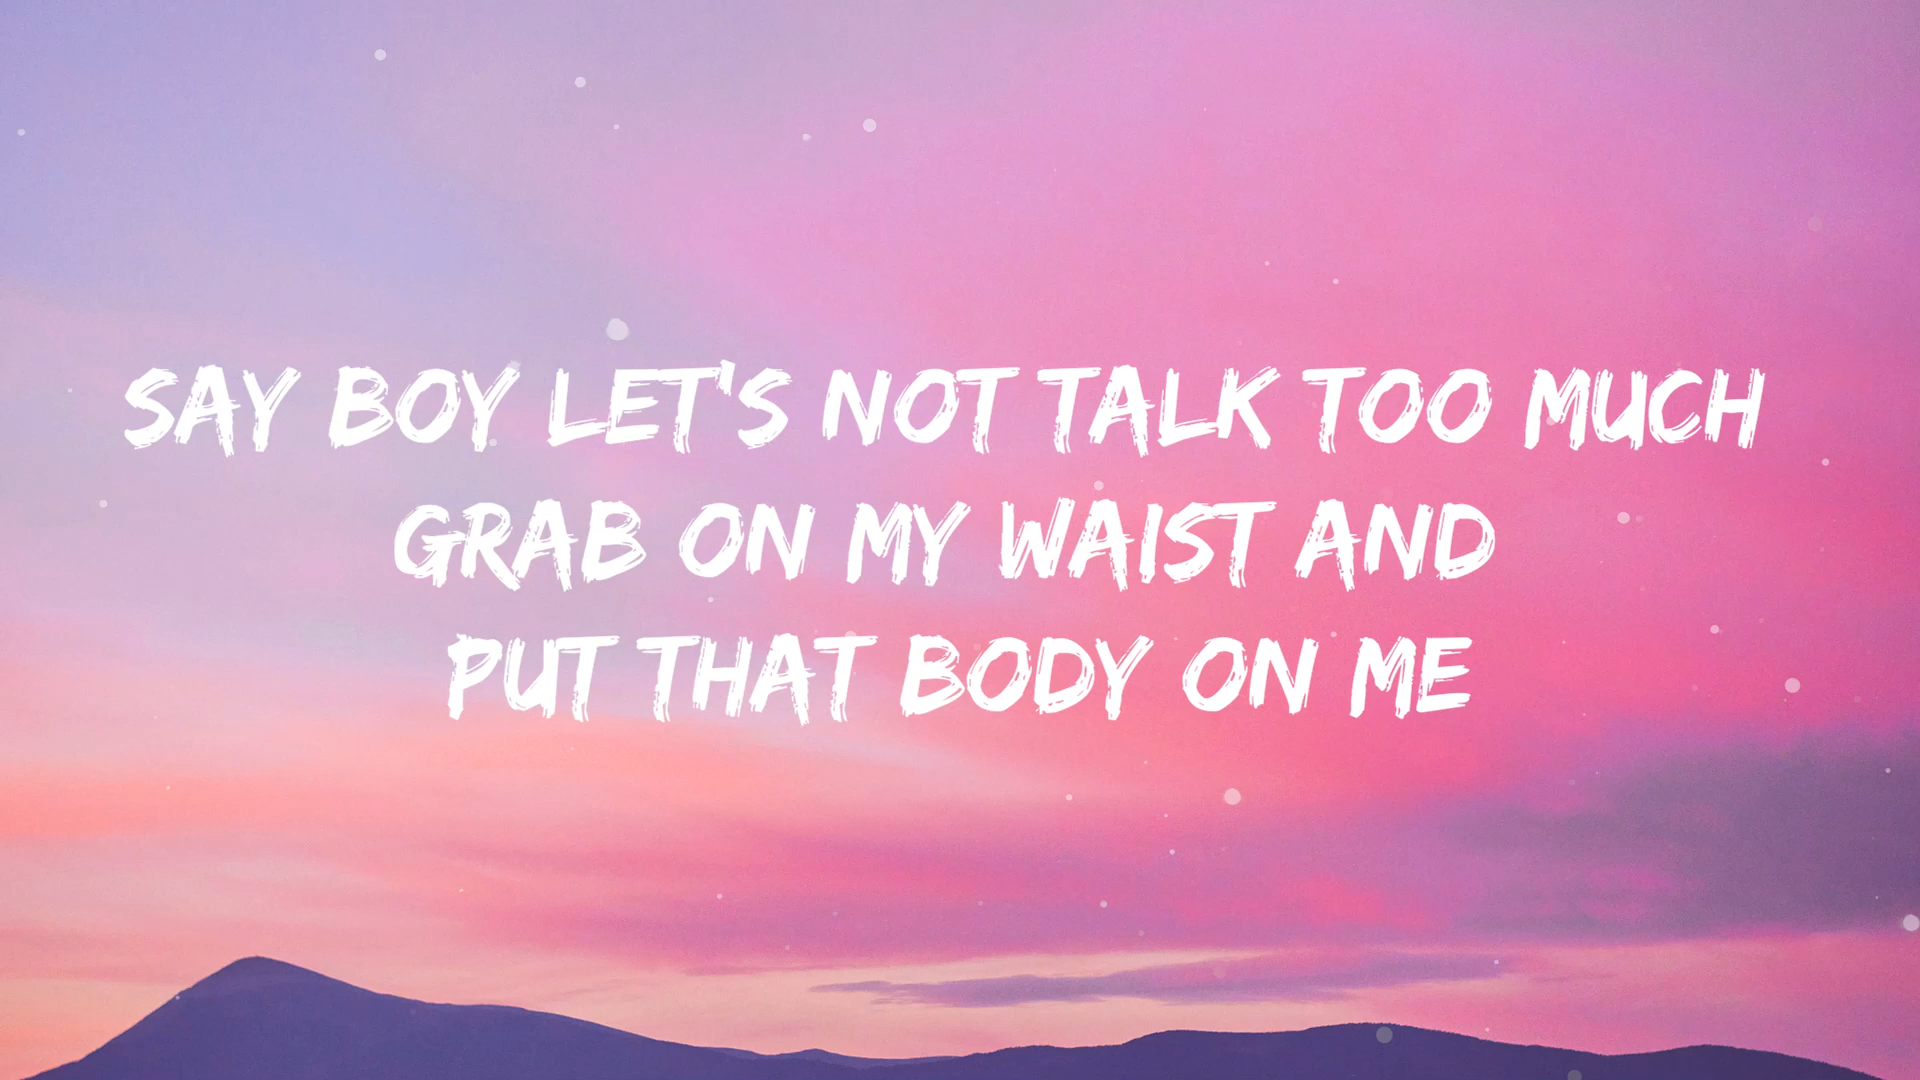 SAY BOY LET'S NOT TALK TOO MUCH
GRAB ON MY WAIST AND
PUT THAT BODY ON ME